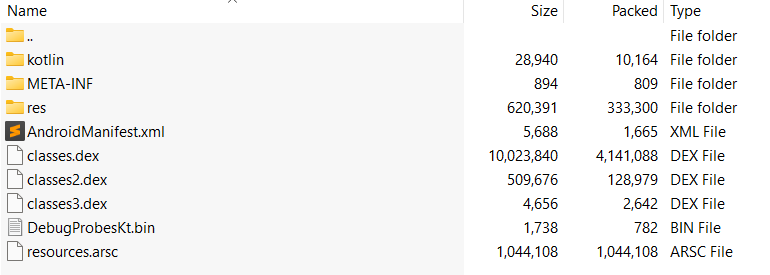 Name Size Packed Type
.. File folder
kotlin 28,940 10,164 File folder
META-INF 894 809 File folder
res 620,391 333,300 File folder
AndroidManifest.xml 5,688 1,665 XML File
classes.dex 10,023,840 4,141,088 DEX File
classes2.dex 509,676 128,979 DEX File
classes3.dex 4,656 2,642 DEX File
DebugProbesKt.bin 1,738 782 BIN File
resources.arsc 1,044,108 1,044,108 ARSC File